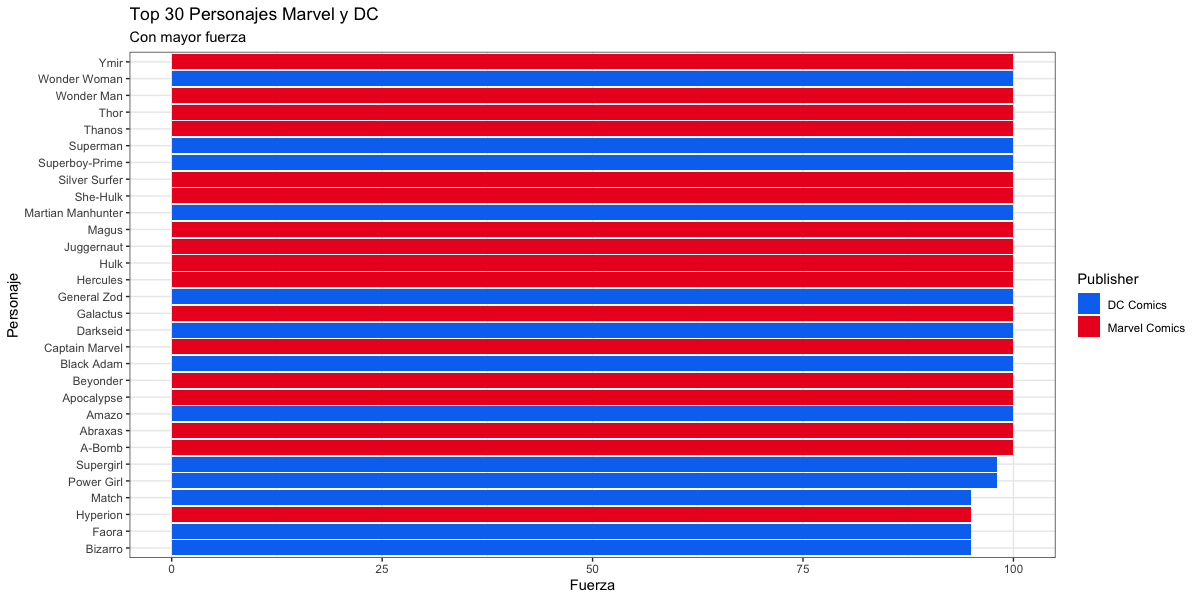 Top 30 Personajes Marvel y DC
Con mayor fuerza
Personaje
Ymir
Wonder Woman
Wonder Man
Thor
Thanos
Superman
Superboy-Prime
Silver Surfer
She-Hulk
Martian Manhunter
Magus
Juggernaut
Hulk
Hercules
General Zod
Galactus
Darkseid
Captain Marvel
Black Adam
Beyonder
Apocalypse
Amazo
Abraxas
A-Bomb
Supergirl
Power Girl
Match
Hyperion
Faora
Bizarro
0 25 50 75 100
Fuerza
Publisher
DC Comics
Marvel Comics